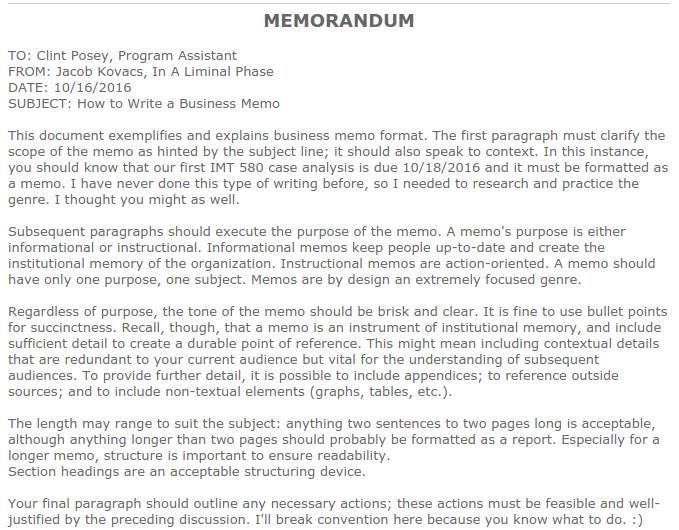 MEMORANDUM
TO: Clint Posey, Program Assistant
FROM: Jacob Kovacs, In A Liminal Phase
DATE: 10/16/2016
SUBJECT: How to Write a Business Memo
This document exemplifies and explains business memo format. The first paragraph must clarify the
scope of the memo as hinted by the subject line; it should also speak to context. In this instance,
you should know that our first IMT 580 case analysis is due 10/18/2016 and it must be formatted as
a memo. I have never done this type of writing before, so I needed to research and practice the
genre. I thought you might as well.
Subsequent paragraphs should execute the purpose of the memo. A memo's purpose is either
informational or instructional. Informational memos keep people up-to-date and create the
institutional memory of the organization. Instructional memos are action-oriented. A memo should
have only one purpose, one subject. Memos are by design an extremely focused genre.
Regardless of purpose, the tone of the memo should be brisk and clear. It is fine to use bullet points
for succinctness. Recall, though, that a memo is an instrument of institutional memory, and include
sufficient detail to create a durable point of reference. This might mean including contextual details
that are redundant to your current audience but vital for the understanding of subsequent
audiences. To provide further detail, it is possible to include appendices; to reference outside
sources; and to include non-textual elements (graphs, tables, etc.).
The length may range to suit the subject: anything two sentences to two pages long is acceptable,
although anything longer than two pages should probably be formatted as a report. Especially for a
longer memo, structure is important to ensure readability.
Section headings are an acceptable structuring device.
Your final paragraph should outline any necessary actions; these actions must be feasible and well-
justified by the preceding discussion. I'll break convention here because you know what to do. :)